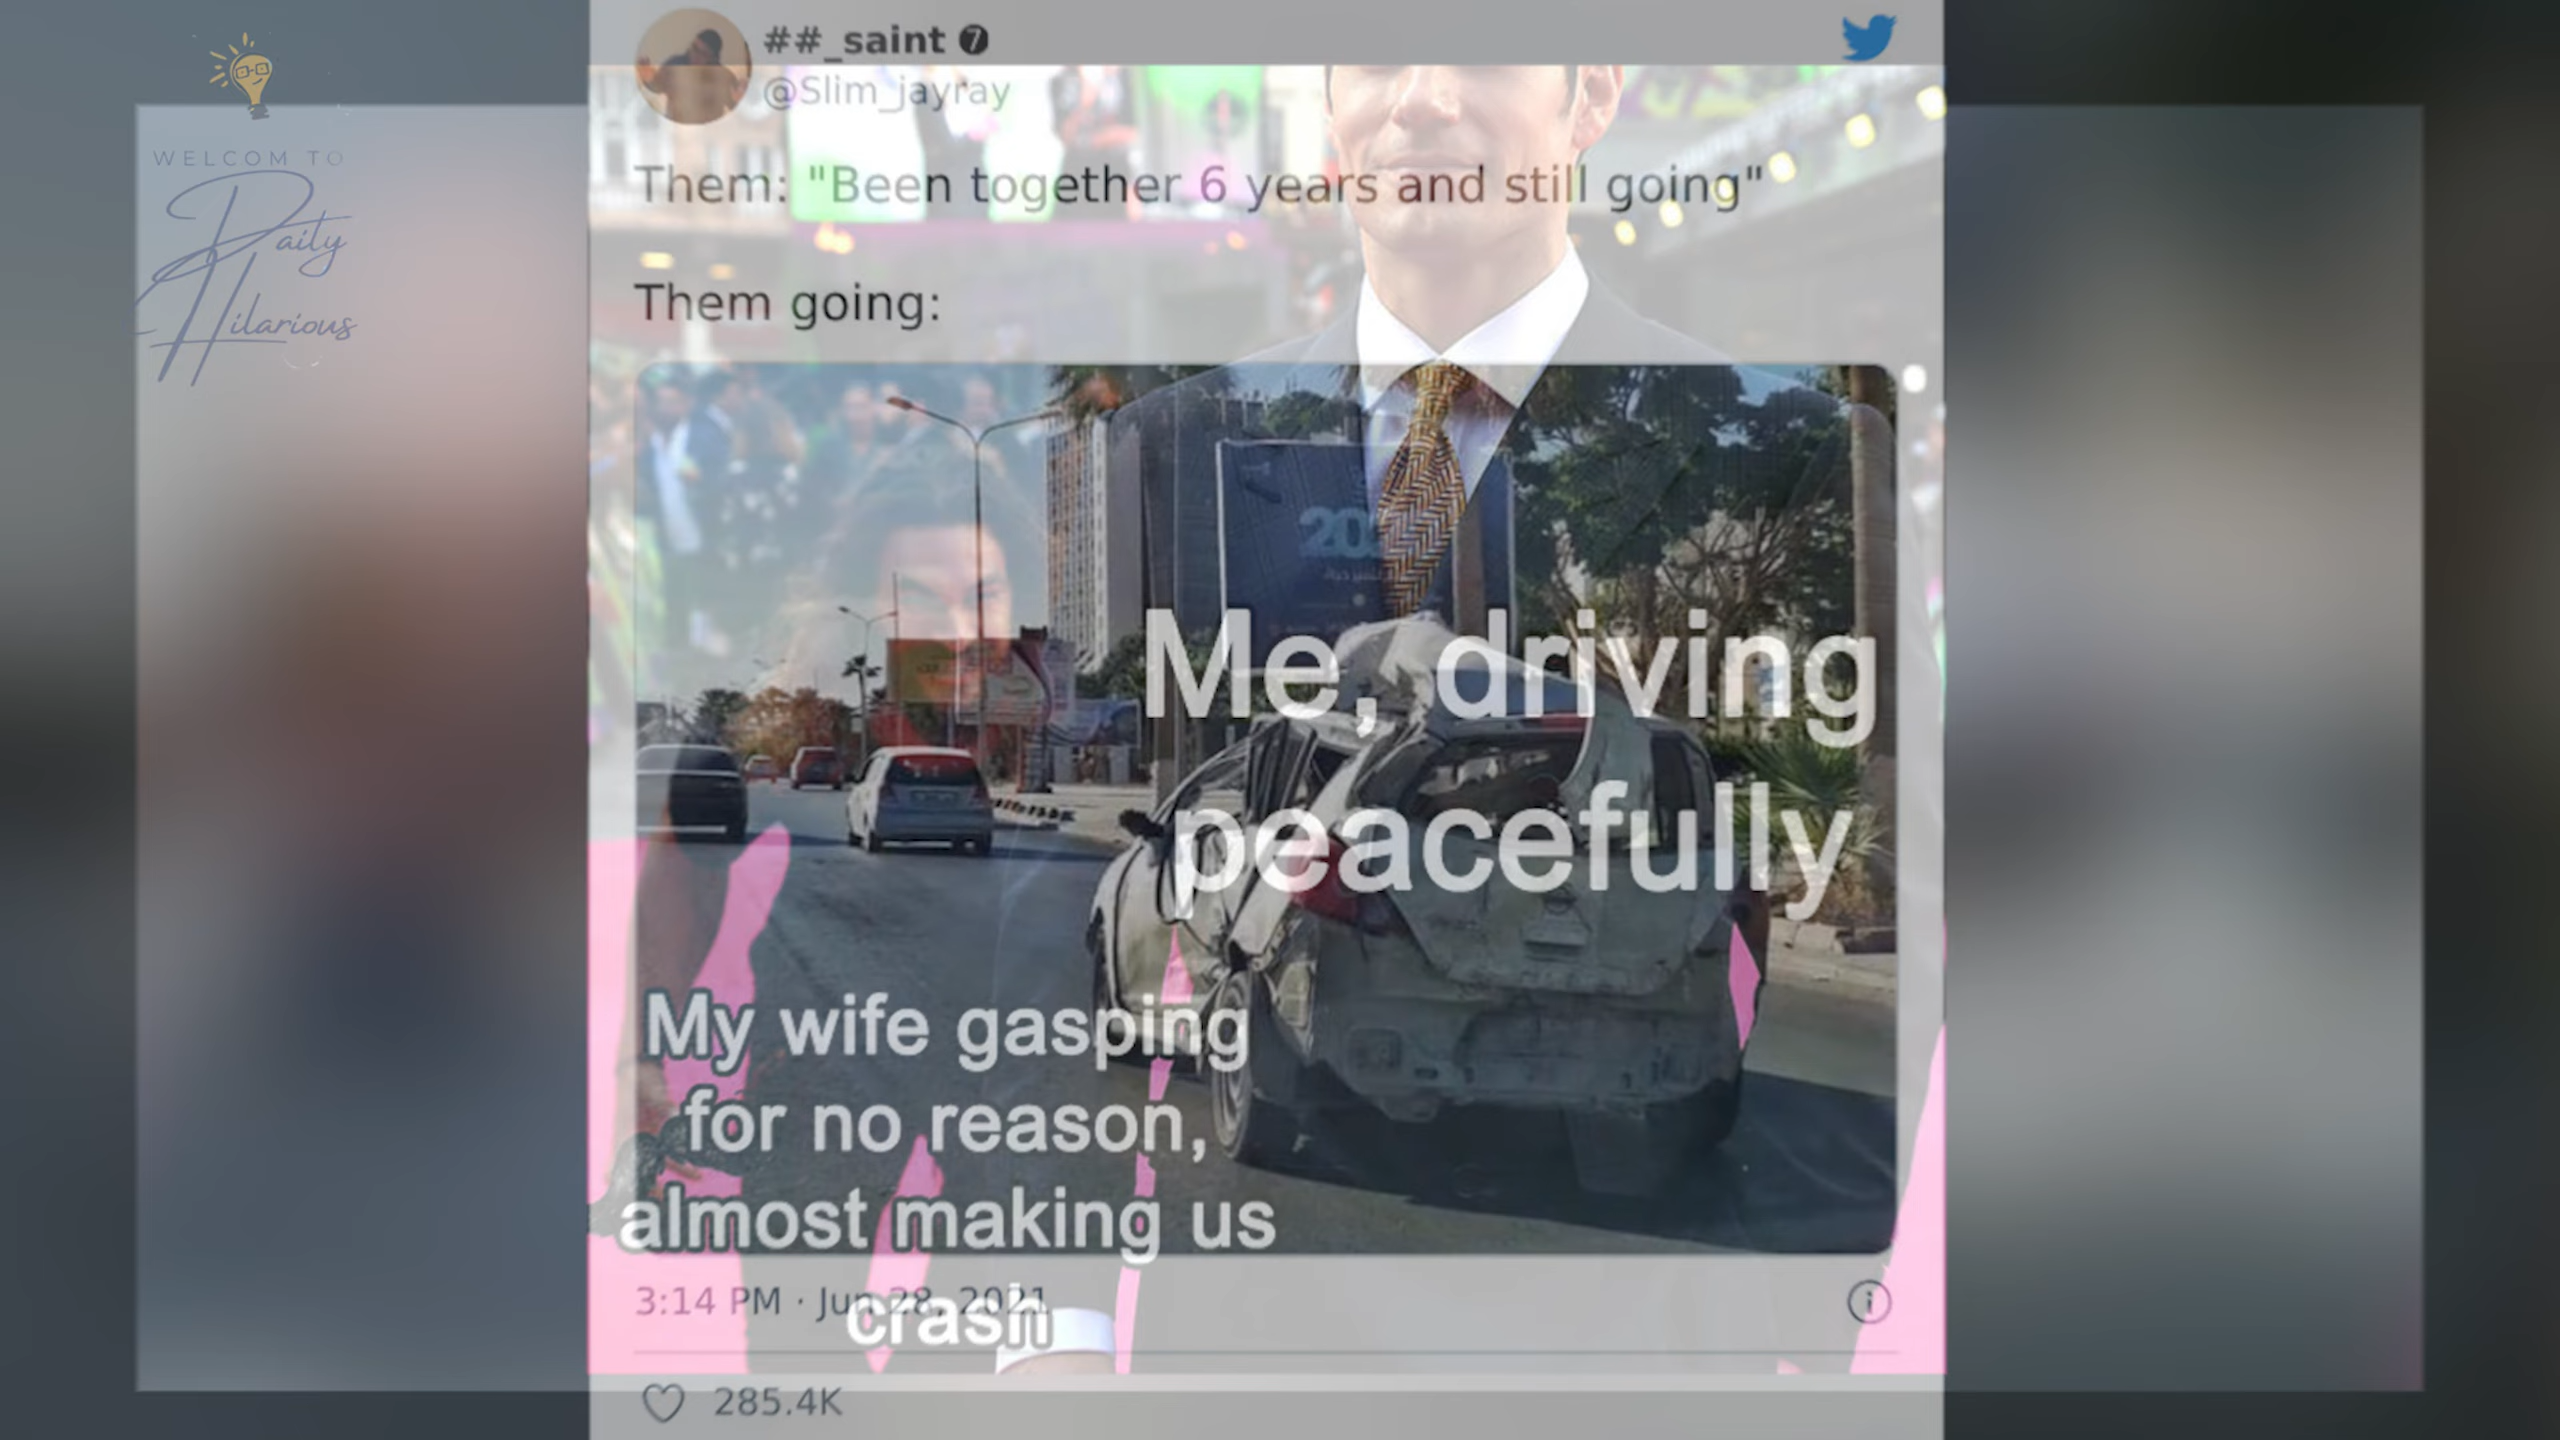 ##_saint 7
@Slim_jayray
WELCOM TO
Daily
Hilarious
Them: "Been together 6 years and still going"
Them going:
Me, driving
peacefully
My wife gasping
for no reason,
almost making us
crash
3:14 PM · Jun 28, 2021
285.4K